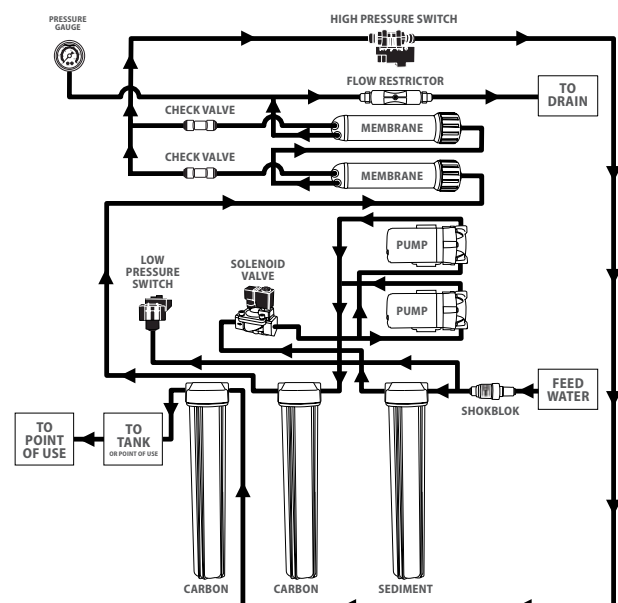 PRESSURE
GAUGE
HIGH PRESSURE SWITCH
FLOW RESTRICTOR
TO
DRAIN
CHECK VALVE
MEMBRANE
CHECK VALVE
MEMBRANE
PUMP
LOW
PRESSURE
SWITCH
SOLENOID
VALVE
PUMP
FEED
WATER
SHOKBLOK
TO
POINT
OF USE
TO
TANK
OR POINT OF USE
CARBON
CARBON
SEDIMENT